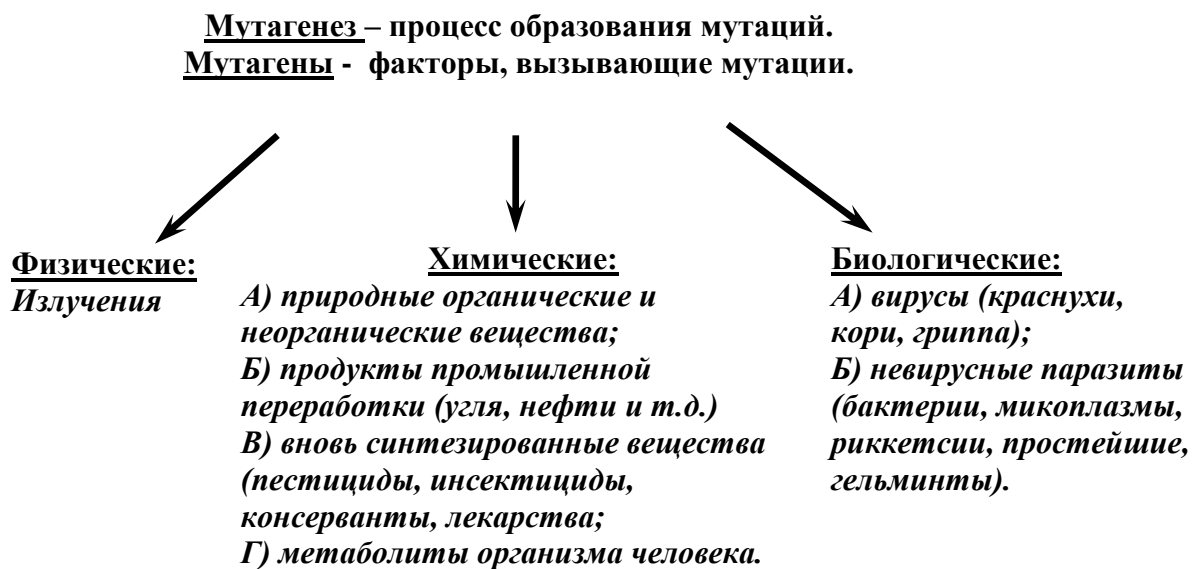 Мутагенез – процесс образования мутаций.
Мутагены - факторы, вызывающие мутации.
Физические:
Излучения
Химические:
А) природные органические и
неорганические вещества;
Б) продукты промышленной
переработки (угля, нефти и т.д.)
В) вновь синтезированные вещества
(пестициды, инсектициды,
консерванты, лекарства;
Г) метаболиты организма человека.
Биологические:
А) вирусы (краснухи,
кори, гриппа);
Б) невирусные паразиты
(бактерии, микоплазмы,
риккетсии, простейшие,
гельминты).